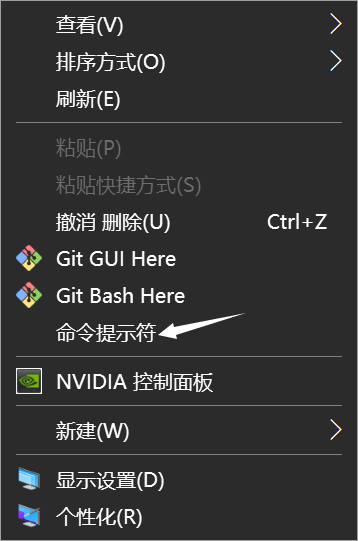 查看(V)
排序方式(O)
刷新(E)
粘贴(P)
粘贴快捷方式(S)
撤消 删除(U) Ctrl+Z
Git GUI Here
Git Bash Here
命令提示符
NVIDIA 控制面板
新建(W)
显示设置(D)
个性化(R)